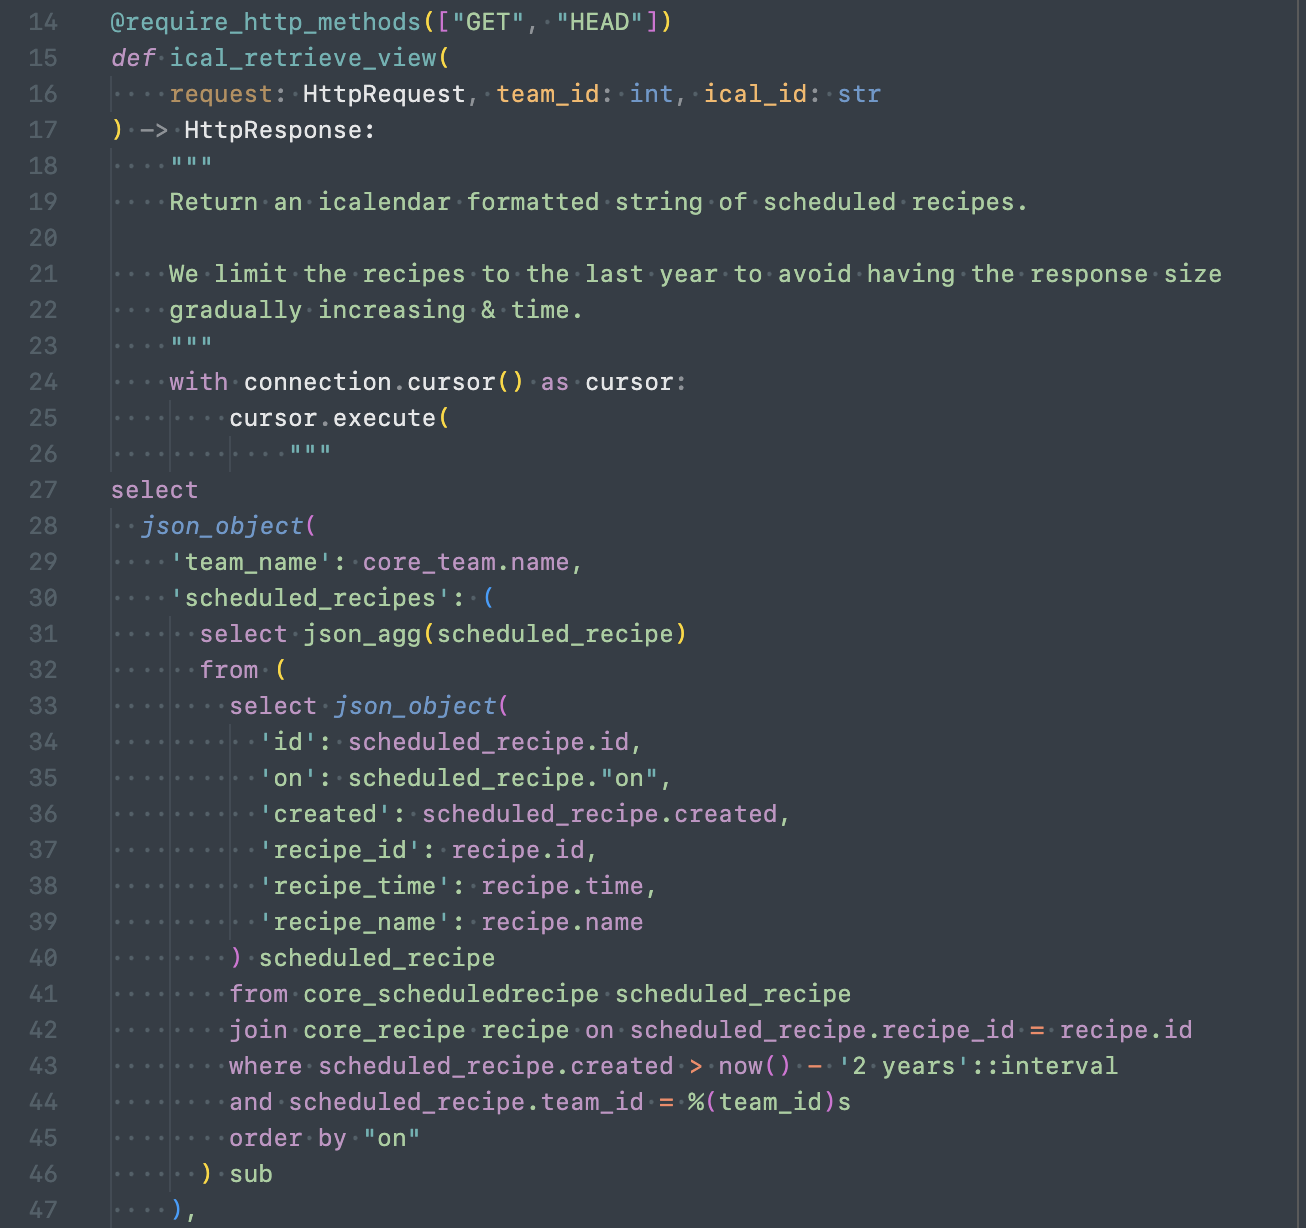 14 @require_http_methods(["GET", "HEAD"])
15 def ical_retrieve_view(
16     request: HttpRequest, team_id: int, ical_id: str
17 ) -> HttpResponse:
18     """
19     Return an icalendar formatted string of scheduled recipes.
20
21     We limit the recipes to the last year to avoid having the response size
22     gradually increasing & time.
23     """
24     with connection.cursor() as cursor:
25         cursor.execute(
26             """
27 select
28   json_object(
29     'team_name': core_team.name,
30     'scheduled_recipes': (
31       select json_agg(scheduled_recipe)
32       from (
33         select json_object(
34           'id': scheduled_recipe.id,
35           'on': scheduled_recipe."on",
36           'created': scheduled_recipe.created,
37           'recipe_id': recipe.id,
38           'recipe_time': recipe.time,
39           'recipe_name': recipe.name
40         ) scheduled_recipe
41         from core_scheduledrecipe scheduled_recipe
42         join core_recipe recipe on scheduled_recipe.recipe_id = recipe.id
43         where scheduled_recipe.created > now() - '2 years'::interval
44         and scheduled_recipe.team_id = %(team_id)s
45         order by "on"
46       ) sub
47     ),